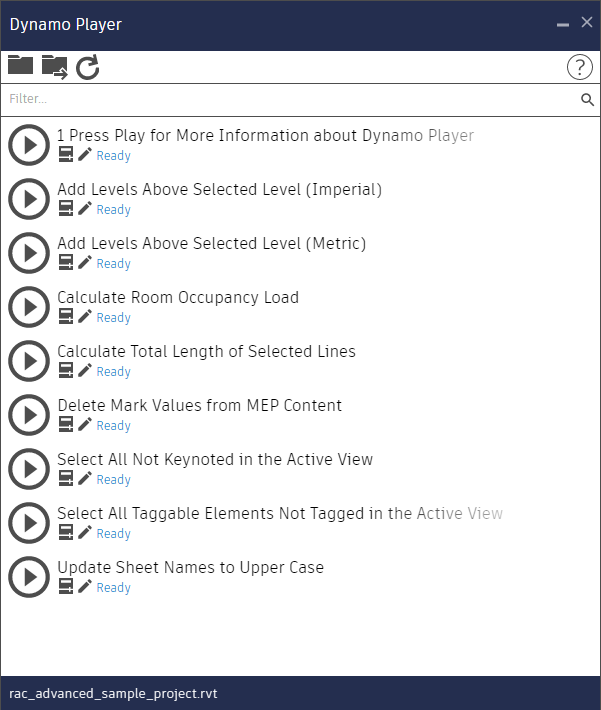 Dynamo Player
?
Filter...
1 Press Play for More Information about Dynamo Player
Ready
Add Levels Above Selected Level (Imperial)
Ready
Add Levels Above Selected Level (Metric)
Ready
Calculate Room Occupancy Load
Ready
Calculate Total Length of Selected Lines
Ready
Delete Mark Values from MEP Content
Ready
Select All Not Keynoted in the Active View
Ready
Select All Taggable Elements Not Tagged in the Active View
Ready
Update Sheet Names to Upper Case
Ready
rac_advanced_sample_project.rvt